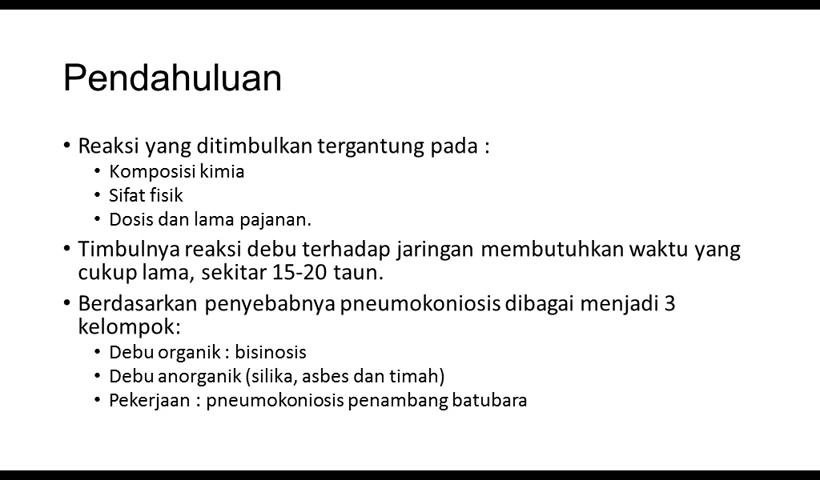 Pendahuluan
• Reaksi yang ditimbulkan tergantung pada :
• Komposisi kimia
• Sifat fisik
• Dosis dan lama pajanan.
• Timbulnya reaksi debu terhadap jaringan membutuhkan waktu yang
cukup lama, sekitar 15-20 taun.
• Berdasarkan penyebabnya pneumokoniosis dibagai menjadi 3
kelompok:
• Debu organik : bisinosis
• Debu anorganik (silika, asbes dan timah)
• Pekerjaan : pneumokoniosis penambang batubara